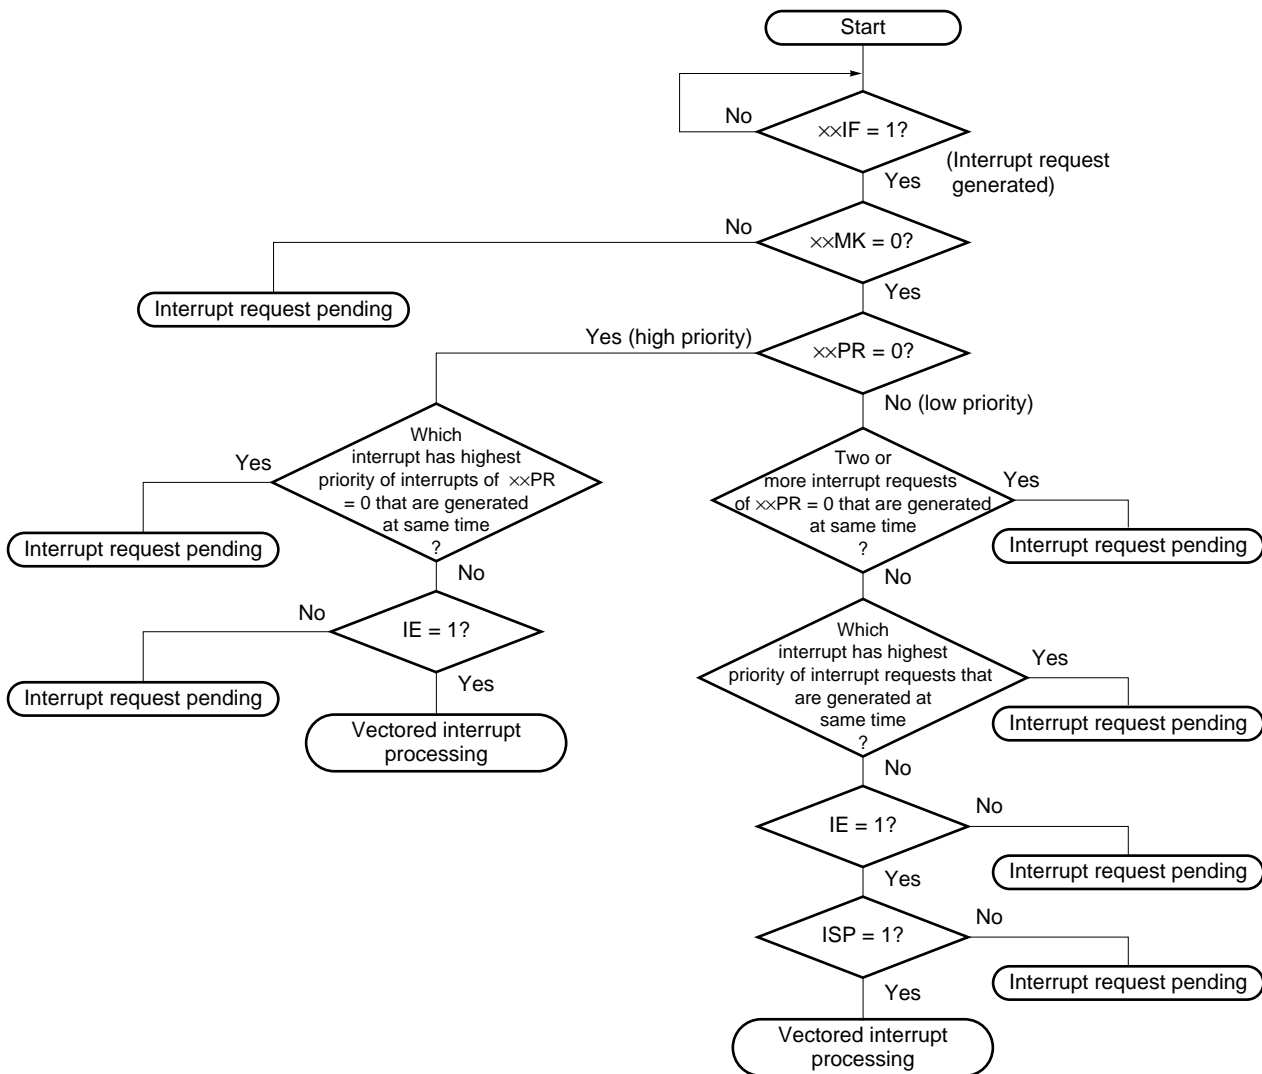 Start
No
××IF = 1?
(Interrupt request
generated)
Yes
No
××MK = 0?
Yes
Interrupt request pending
Yes (high priority)
××PR = 0?
No (low priority)
Which
interrupt has highest
priority of interrupts of ××PR
= 0 that are generated
at same time
?
Yes
Interrupt request pending
No
Two or
more interrupt requests
of ××PR = 0 that are generated
at same time
?
Yes
Interrupt request pending
No
No
IE = 1?
Interrupt request pending
Yes
Vectored interrupt
processing
Which
interrupt has highest
priority of interrupt requests that
are generated at
same time
?
Yes
Interrupt request pending
No
IE = 1?
No
Interrupt request pending
Yes
ISP = 1?
No
Interrupt request pending
Yes
Vectored interrupt
processing